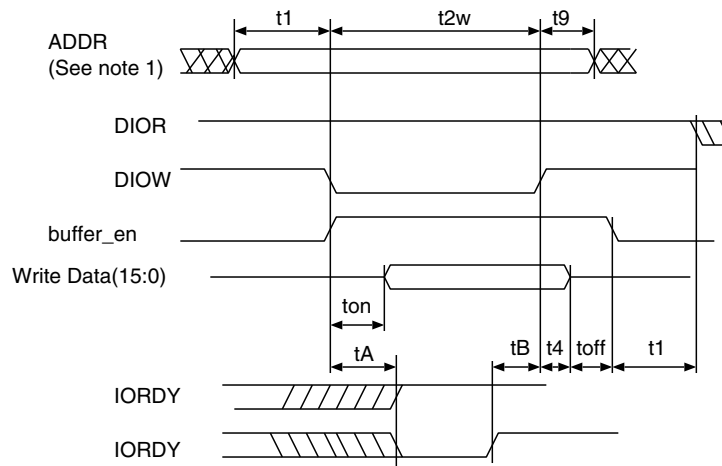 t1 t2w t9
ADDR
(See note 1)
DIOR
DIOW
buffer_en
Write Data(15:0)
ton
tA tB t4 toff t1
IORDY
IORDY